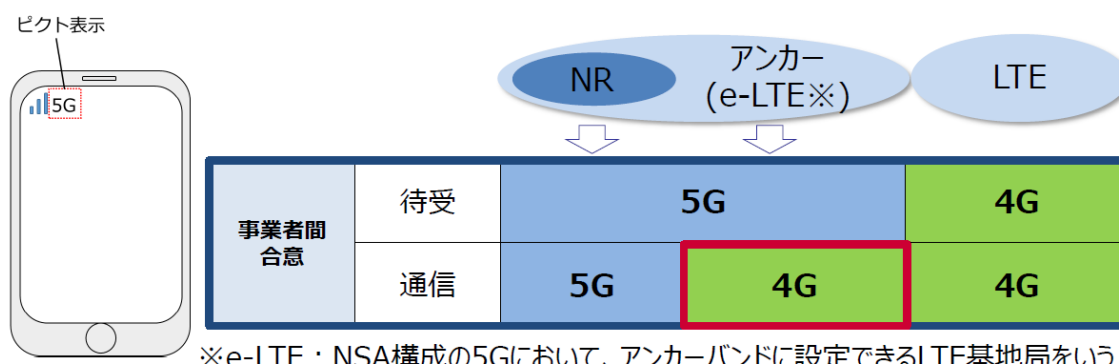 ピクト表示
5G
NR
アンカー
(e-LTE※)
LTE
事業者間
合意
待受
5G
4G
通信
5G
4G
4G
※e-LTE：NSA構成の5Gにおいて、アンカーバンドに設定できるLTE基地局をいう